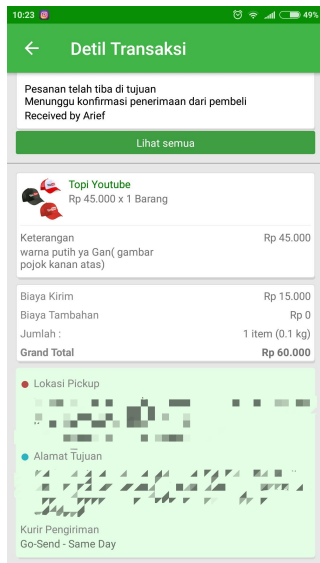 10:23
49%
Detil Transaksi
Pesanan telah tiba di tujuan
Menunggu konfirmasi penerimaan dari pembeli
Received by Arief
Lihat semua
Topi Youtube
Rp 45.000 x 1 Barang
Keterangan Rp 45.000
warna putih ya Gan( gambar
pojok kanan atas)
Biaya Kirim Rp 15.000
Biaya Tambahan Rp 0
Jumlah : 1 item (0.1 kg)
Grand Total Rp 60.000
Lokasi Pickup
Alamat Tujuan
Kurir Pengiriman
Go-Send - Same Day